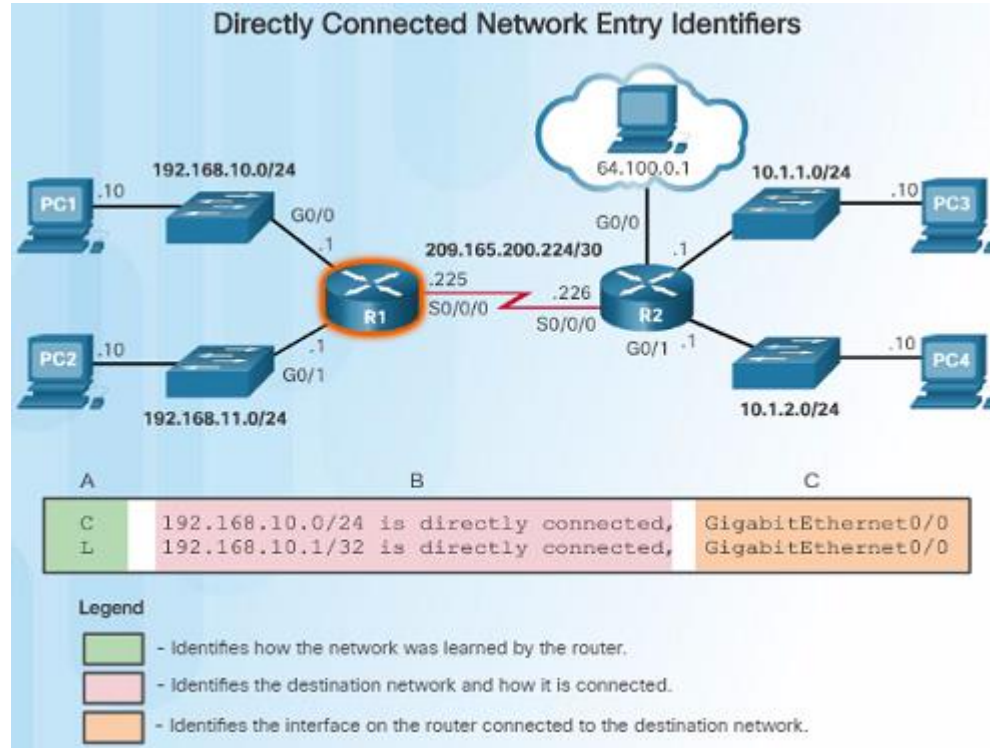 Directly Connected Network Entry Identifiers
64.100.0.1
192.168.10.0/24
10.1.1.0/24
PC1
.10
G0/0
.1
G0/0
.1
.10
PC3
209.165.200.224/30
.225
.226
R1
S0/0/0
S0/0/0
R2
PC2
.10
.1
G0/1
G0/1
.1
.10
PC4
192.168.11.0/24
10.1.2.0/24
A B C
C 192.168.10.0/24 is directly connected, GigabitEthernet0/0
L 192.168.10.1/32 is directly connected, GigabitEthernet0/0
Legend
- Identifies how the network was learned by the router.
- Identifies the destination network and how it is connected.
- Identifies the interface on the router connected to the destination network.